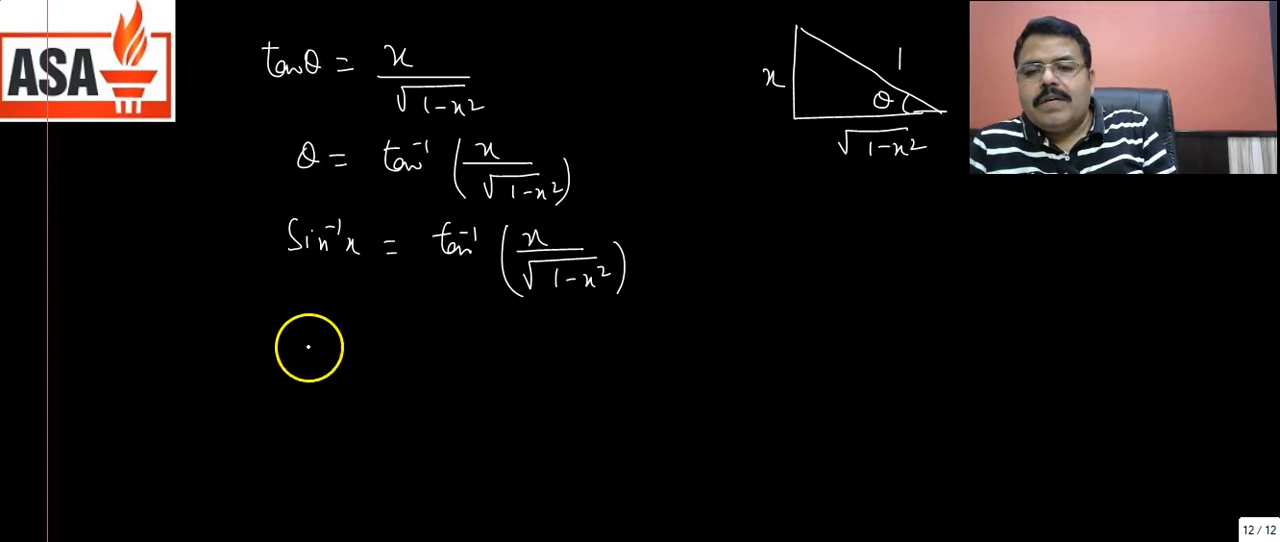 ASA
tanθ = x / √(1-x²)
θ = tan⁻¹ (x / √(1-x²))
Sin⁻¹x = tan⁻¹ (x / √(1-x²))
x
1
θ
√(1-x²)
12 / 12